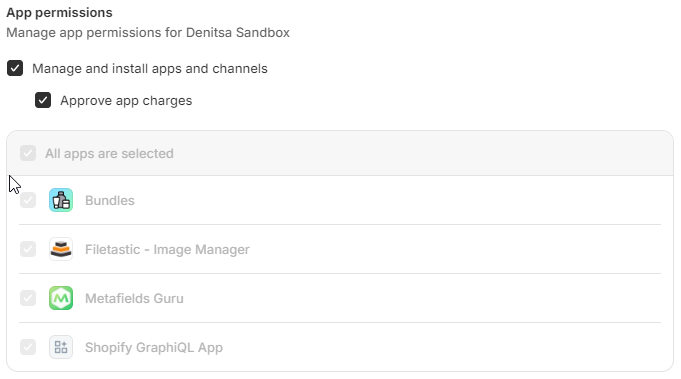 App permissions
Manage app permissions for Denitsa Sandbox
Manage and install apps and channels
Approve app charges
All apps are selected
Bundles
Filetastic - Image Manager
Metafields Guru
Shopify GraphiQL App